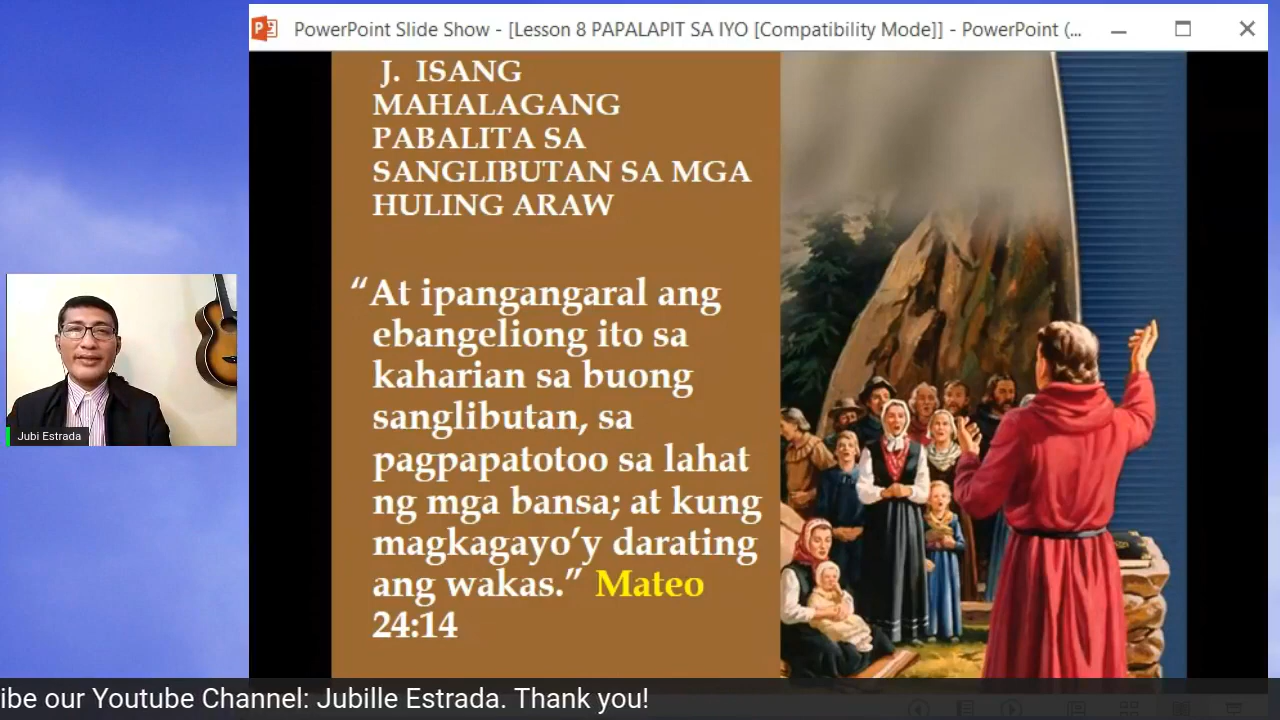 PowerPoint Slide Show - [Lesson 8 PAPALAPIT SA IYO [Compatibility Mode]] - PowerPoint (...
J. ISANG
MAHALAGANG
PABALITA SA
SANGLIBUTAN SA MGA
HULING ARAW
“At ipangangaral ang
ebangeliong ito sa
kaharian sa buong
sanglibutan, sa
pagpapatotoo sa lahat
ng mga bansa; at kung
magkagayo’y darating
ang wakas.” Mateo
24:14
Jubi Estrada
ibe our Youtube Channel: Jubille Estrada. Thank you!